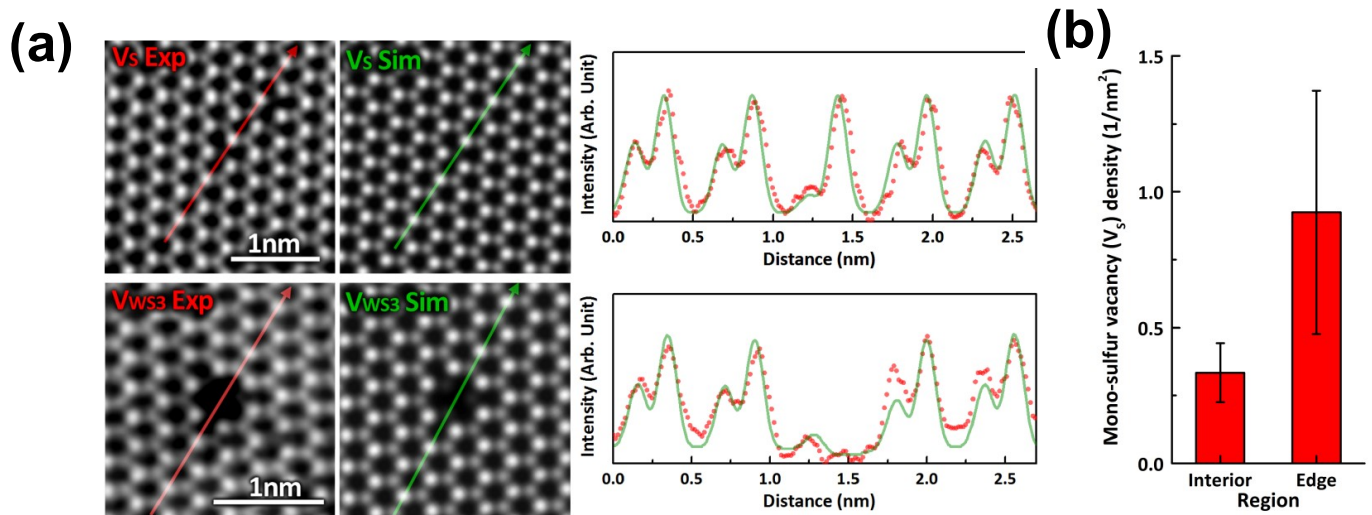 (a)
Vs Exp
1nm
Vs Sim
Intensity (Arb. Unit)
0.0 0.5 1.0 1.5 2.0 2.5
Distance (nm)
VWS3 Exp
1nm
VWS3 Sim
Intensity (Arb. Unit)
0.0 0.5 1.0 1.5 2.0 2.5
Distance (nm)
(b)
Mono-sulfur vacancy (Vs) density (1/nm²)
1.5
1.0
0.5
0.0
Interior Edge
Region